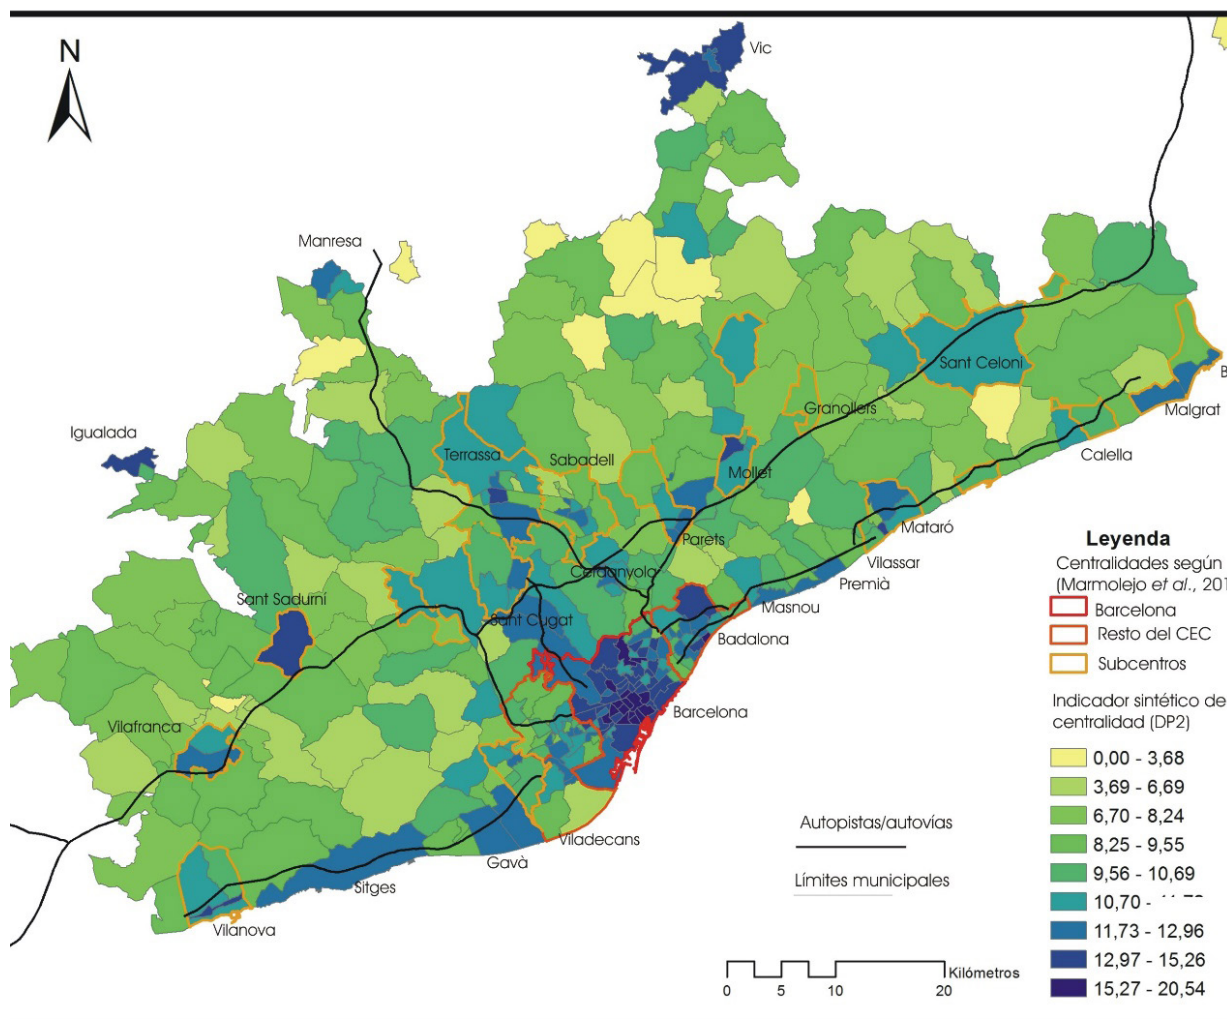 N
Vic
Manresa
Igualada
Terrassa
Sabadell
Granollers
Sant Celoni
B
Malgrat
Calella
Mollet
Mataró
Parets
Vilassar
Premià
Cerdanyola
Masnou
Sant Sadurní
Sant Cugat
Badalona
Barcelona
Vilafranca
Viladecans
Gavà
Sitges
Vilanova
Leyenda
Centralidades según
(Marmolejo et al., 201
Barcelona
Resto del CEC
Subcentros
Indicador sintético de
centralidad (DP2)
0,00 - 3,68
3,69 - 6,69
6,70 - 8,24
8,25 - 9,55
9,56 - 10,69
10,70 -
11,73 - 12,96
12,97 - 15,26
15,27 - 20,54
Autopistas/autovías
Límites municipales
Kilómetros
0 5 10 20